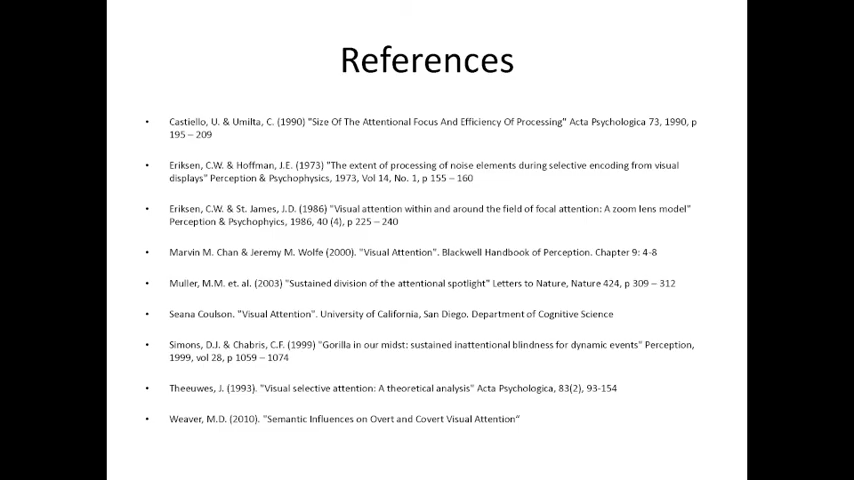 References
• Castiello, U. & Umilta, C. (1990) "Size Of The Attentional Focus And Efficiency Of Processing" Acta Psychologica 73, 1990, p
195 – 209
• Eriksen, C.W. & Hoffman, J.E. (1973) "The extent of processing of noise elements during selective encoding from visual
displays" Perception & Psychophysics, 1973, Vol 14, No. 1, p 155 – 160
• Eriksen, C.W. & St. James, J.D. (1986) "Visual attention within and around the field of focal attention: A zoom lens model"
Perception & Psychophyics, 1986, 40 (4), p 225 – 240
• Marvin M. Chan & Jeremy M. Wolfe (2000). "Visual Attention". Blackwell Handbook of Perception. Chapter 9: 4-8
• Muller, M.M. et. al. (2003) "Sustained division of the attentional spotlight" Letters to Nature, Nature 424, p 309 – 312
• Seana Coulson. "Visual Attention". University of California, San Diego. Department of Cognitive Science
• Simons, D.J. & Chabris, C.F. (1999) "Gorilla in our midst: sustained inattentional blindness for dynamic events" Perception,
1999, vol 28, p 1059 – 1074
• Theeuwes, J. (1993). "Visual selective attention: A theoretical analysis" Acta Psychologica, 83(2), 93-154
• Weaver, M.D. (2010). "Semantic Influences on Overt and Covert Visual Attention"